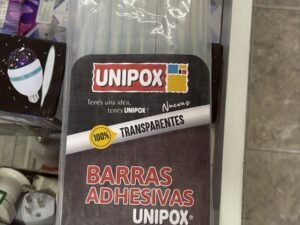 UNIPOX
Tenés una idea,
tenés UNIPOX!
Nuevas
100% TRANSPARENTES
BARRAS
ADHESIVAS
UNIPOX®